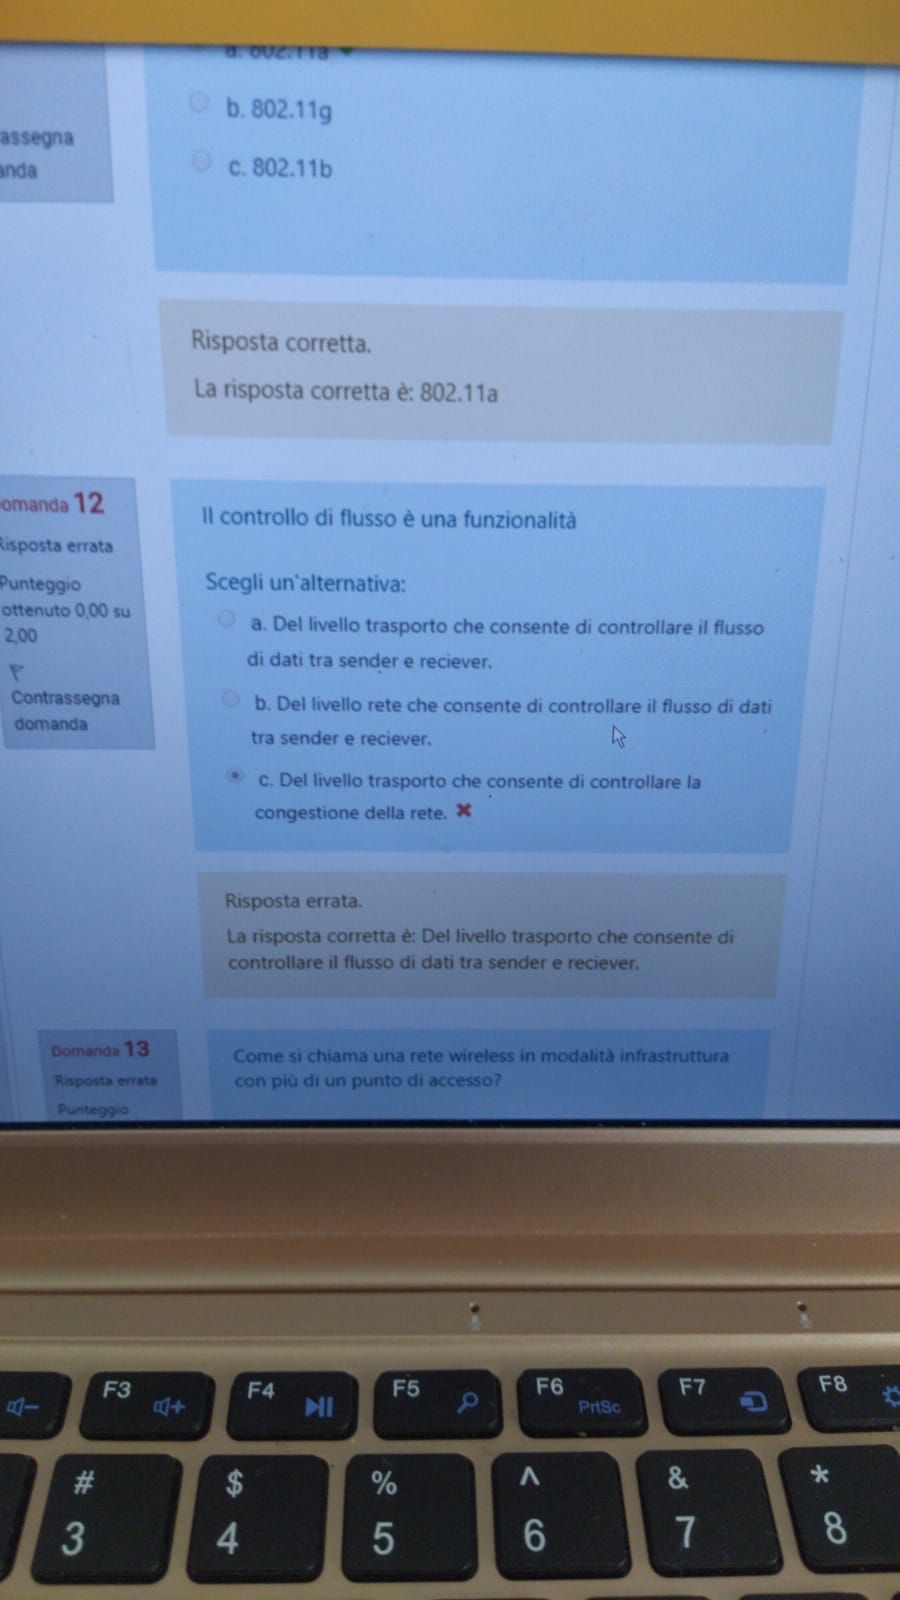 a. 802.11a
b. 802.11g
assegna
anda
c. 802.11b
Risposta corretta.
La risposta corretta è: 802.11a
omanda 12
Risposta errata
Punteggio
ottenuto 0,00 su
2,00
Contrassegna
domanda
Il controllo di flusso è una funzionalità
Scegli un'alternativa:
a. Del livello trasporto che consente di controllare il flusso
di dati tra sender e reciever.
b. Del livello rete che consente di controllare il flusso di dati
tra sender e reciever.
c. Del livello trasporto che consente di controllare la
congestione della rete.
Risposta errata.
La risposta corretta è: Del livello trasporto che consente di
controllare il flusso di dati tra sender e reciever.
Domanda 13
Risposta errata
Punteggio
Come si chiama una rete wireless in modalità infrastruttura
con più di un punto di accesso?
F3
F4
F5
F6
PrtSc
F7
F8
# $ % ^ & *
3 4 5 6 7 8